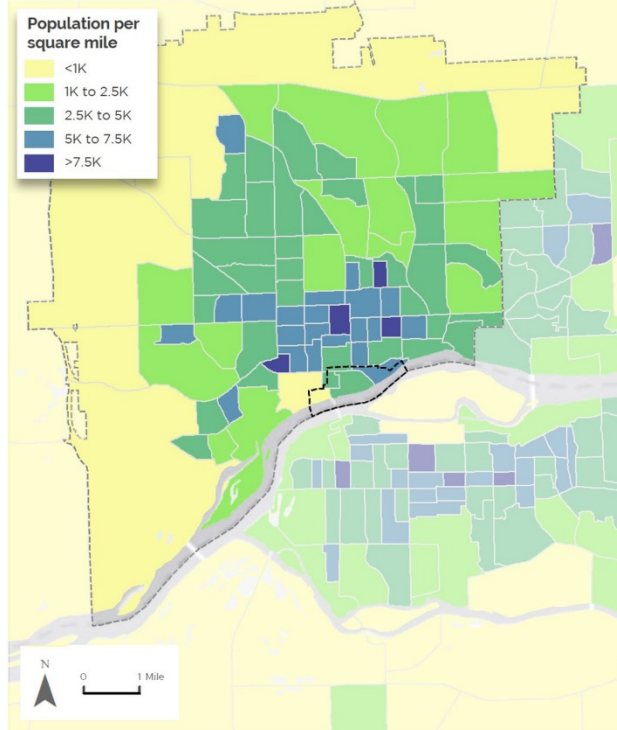 Population per
square mile
<1K
1K to 2.5K
2.5K to 5K
5K to 7.5K
>7.5K
N
0 1 Mile